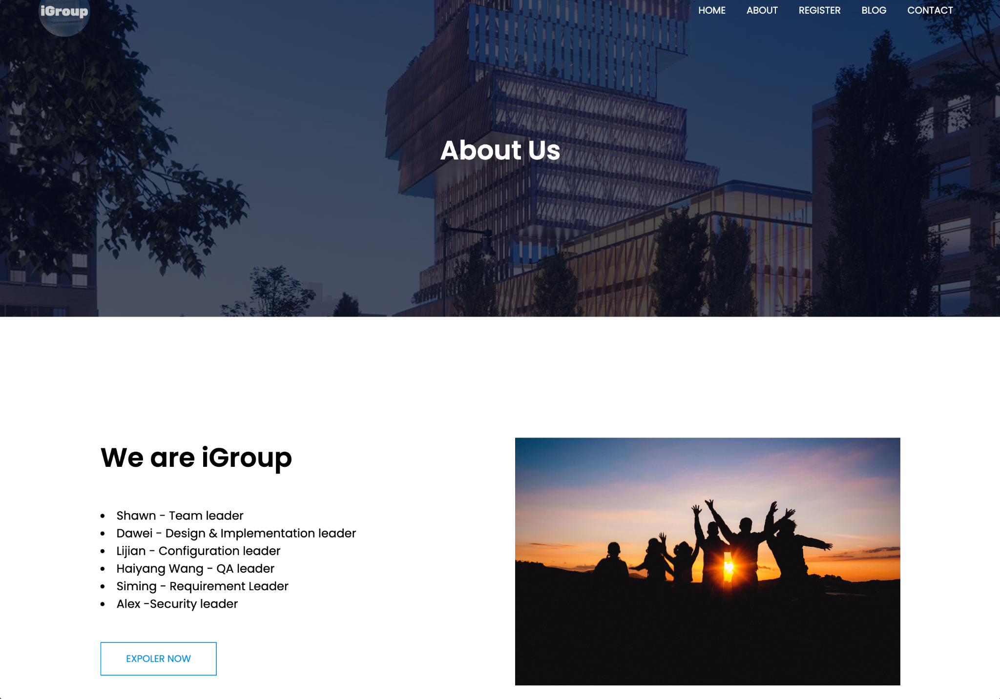 iGroup
HOME ABOUT REGISTER BLOG CONTACT
About Us
We are iGroup
• Shawn - Team leader
• Dawei - Design & Implementation leader
• Lijian - Configuration leader
• Haiyang Wang - QA leader
• Siming - Requirement Leader
• Alex -Security leader
EXPOLER NOW